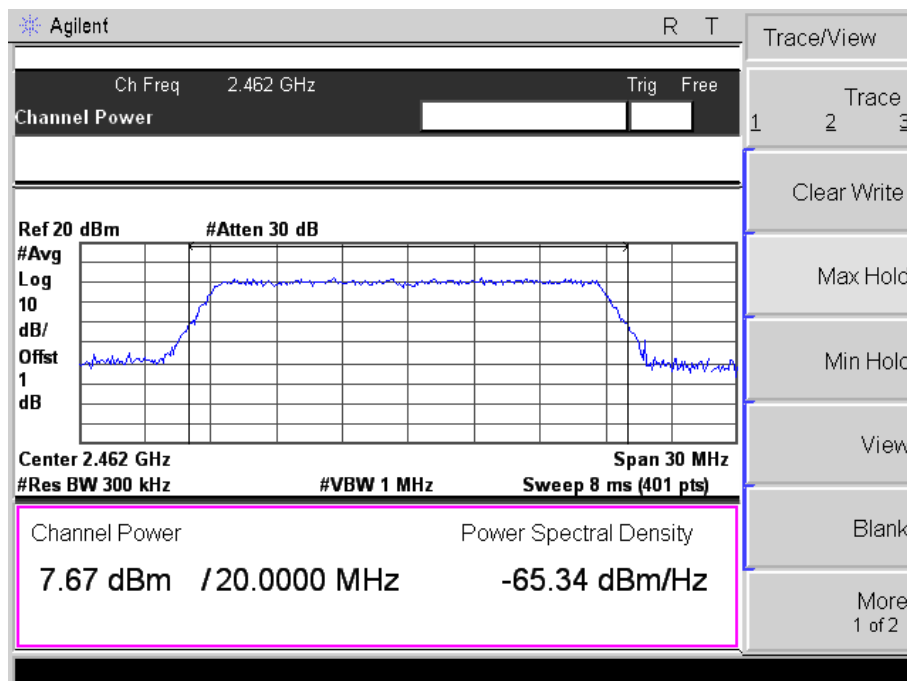 Agilent R T
Ch Freq 2.462 GHz Trig Free
Channel Power
Ref 20 dBm #Atten 30 dB
#Avg
Log
10
dB/
Offst
1
dB
Center 2.462 GHz Span 30 MHz
#Res BW 300 kHz #VBW 1 MHz Sweep 8 ms (401 pts)
Channel Power Power Spectral Density
7.67 dBm / 20.0000 MHz -65.34 dBm/Hz
Trace/View
Trace
1 2 3
Clear Write
Max Hold
Min Hold
View
Blank
More
1 of 2